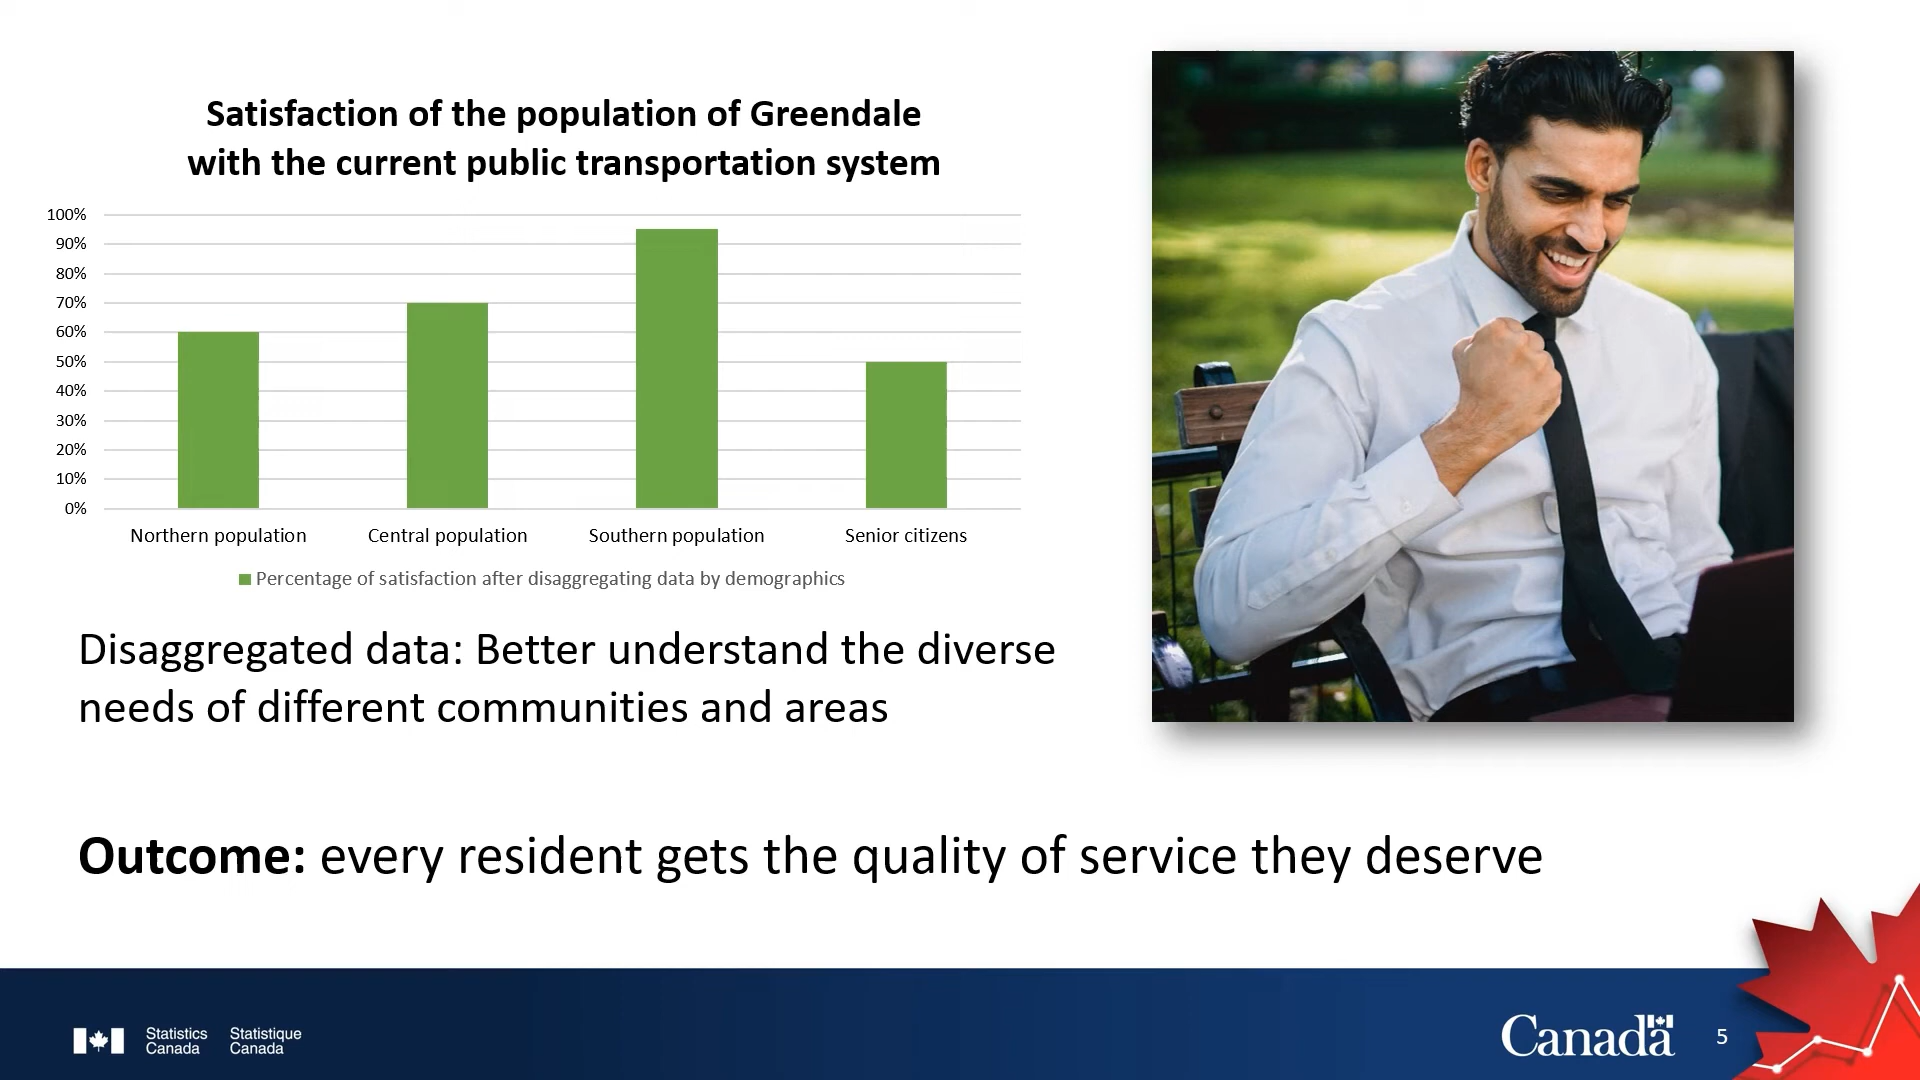 Satisfaction of the population of Greendale
with the current public transportation system
100%
90%
80%
70%
60%
50%
40%
30%
20%
10%
0%
Northern population
Central population
Southern population
Senior citizens
Percentage of satisfaction after disaggregating data by demographics
Disaggregated data: Better understand the diverse
needs of different communities and areas
Outcome: every resident gets the quality of service they deserve
Statistics Statistique
Canada Canada
Canada
5